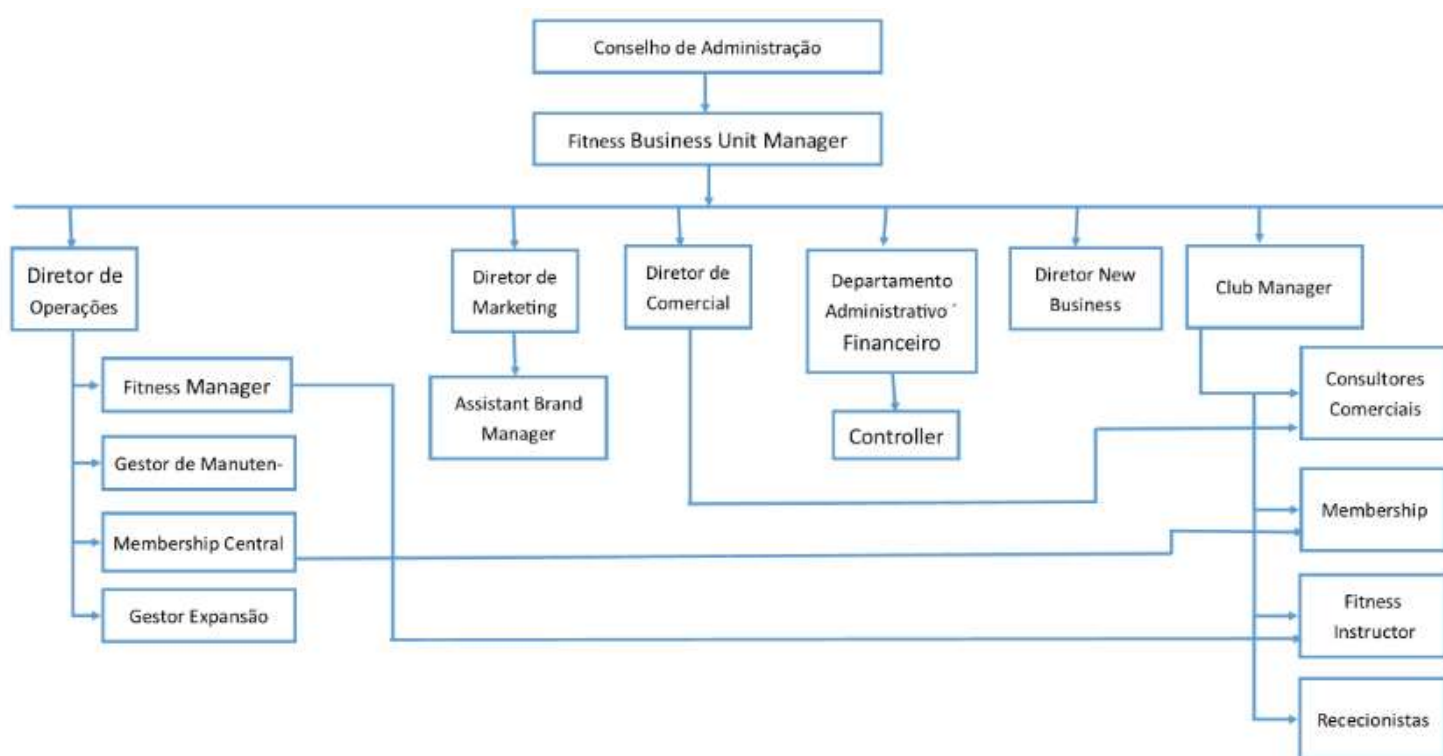 Conselho de Administração
Fitness Business Unit Manager
Diretor de
Operações
Diretor de
Marketing
Diretor de
Comercial
Departamento
Administrativo ´
Financeiro
Diretor New
Business
Club Manager
Fitness Manager
Assistant Brand
Manager
Controller
Consultores
Comerciais
Gestor de Manuten-
Membership
Membership Central
Gestor Expansão
Fitness
Instructor
Rececionistas